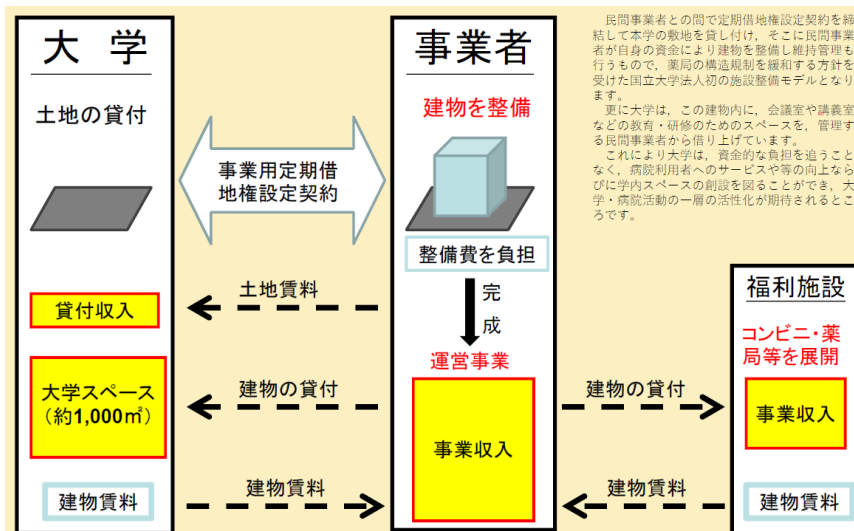 大 学
土地の貸付
貸付収入
大学スペース
（約1,000㎡）
建物賃料
事業用定期借
地権設定契約
土地賃料
建物の貸付
建物賃料
事業者
建物を整備
整備費を負担
完
成
運営事業
事業収入
建物の貸付
建物賃料
民間事業者との間で定期借地権設定契約を締
結して本学の敷地を貸し付け，そこに民間事業
者が自身の資金により建物を整備し維持管理も
行うもので，薬局の構造規制を緩和する方針を
受けた国立大学法人初の施設整備モデルとなり
ます。
更に大学は，この建物内に，会議室や講義室
などの教育・研修のためのスペースを，管理す
る民間事業者から借り上げています。
これにより大学は，資金的な負担を追うこと
なく，病院利用者へのサービスや等の向上なら
びに学内スペースの創設を図ることができ，大
学・病院活動の一層の活性化が期待されるとこ
ろです。
福利施設
コンビニ・薬
局等を展開
事業収入
建物賃料